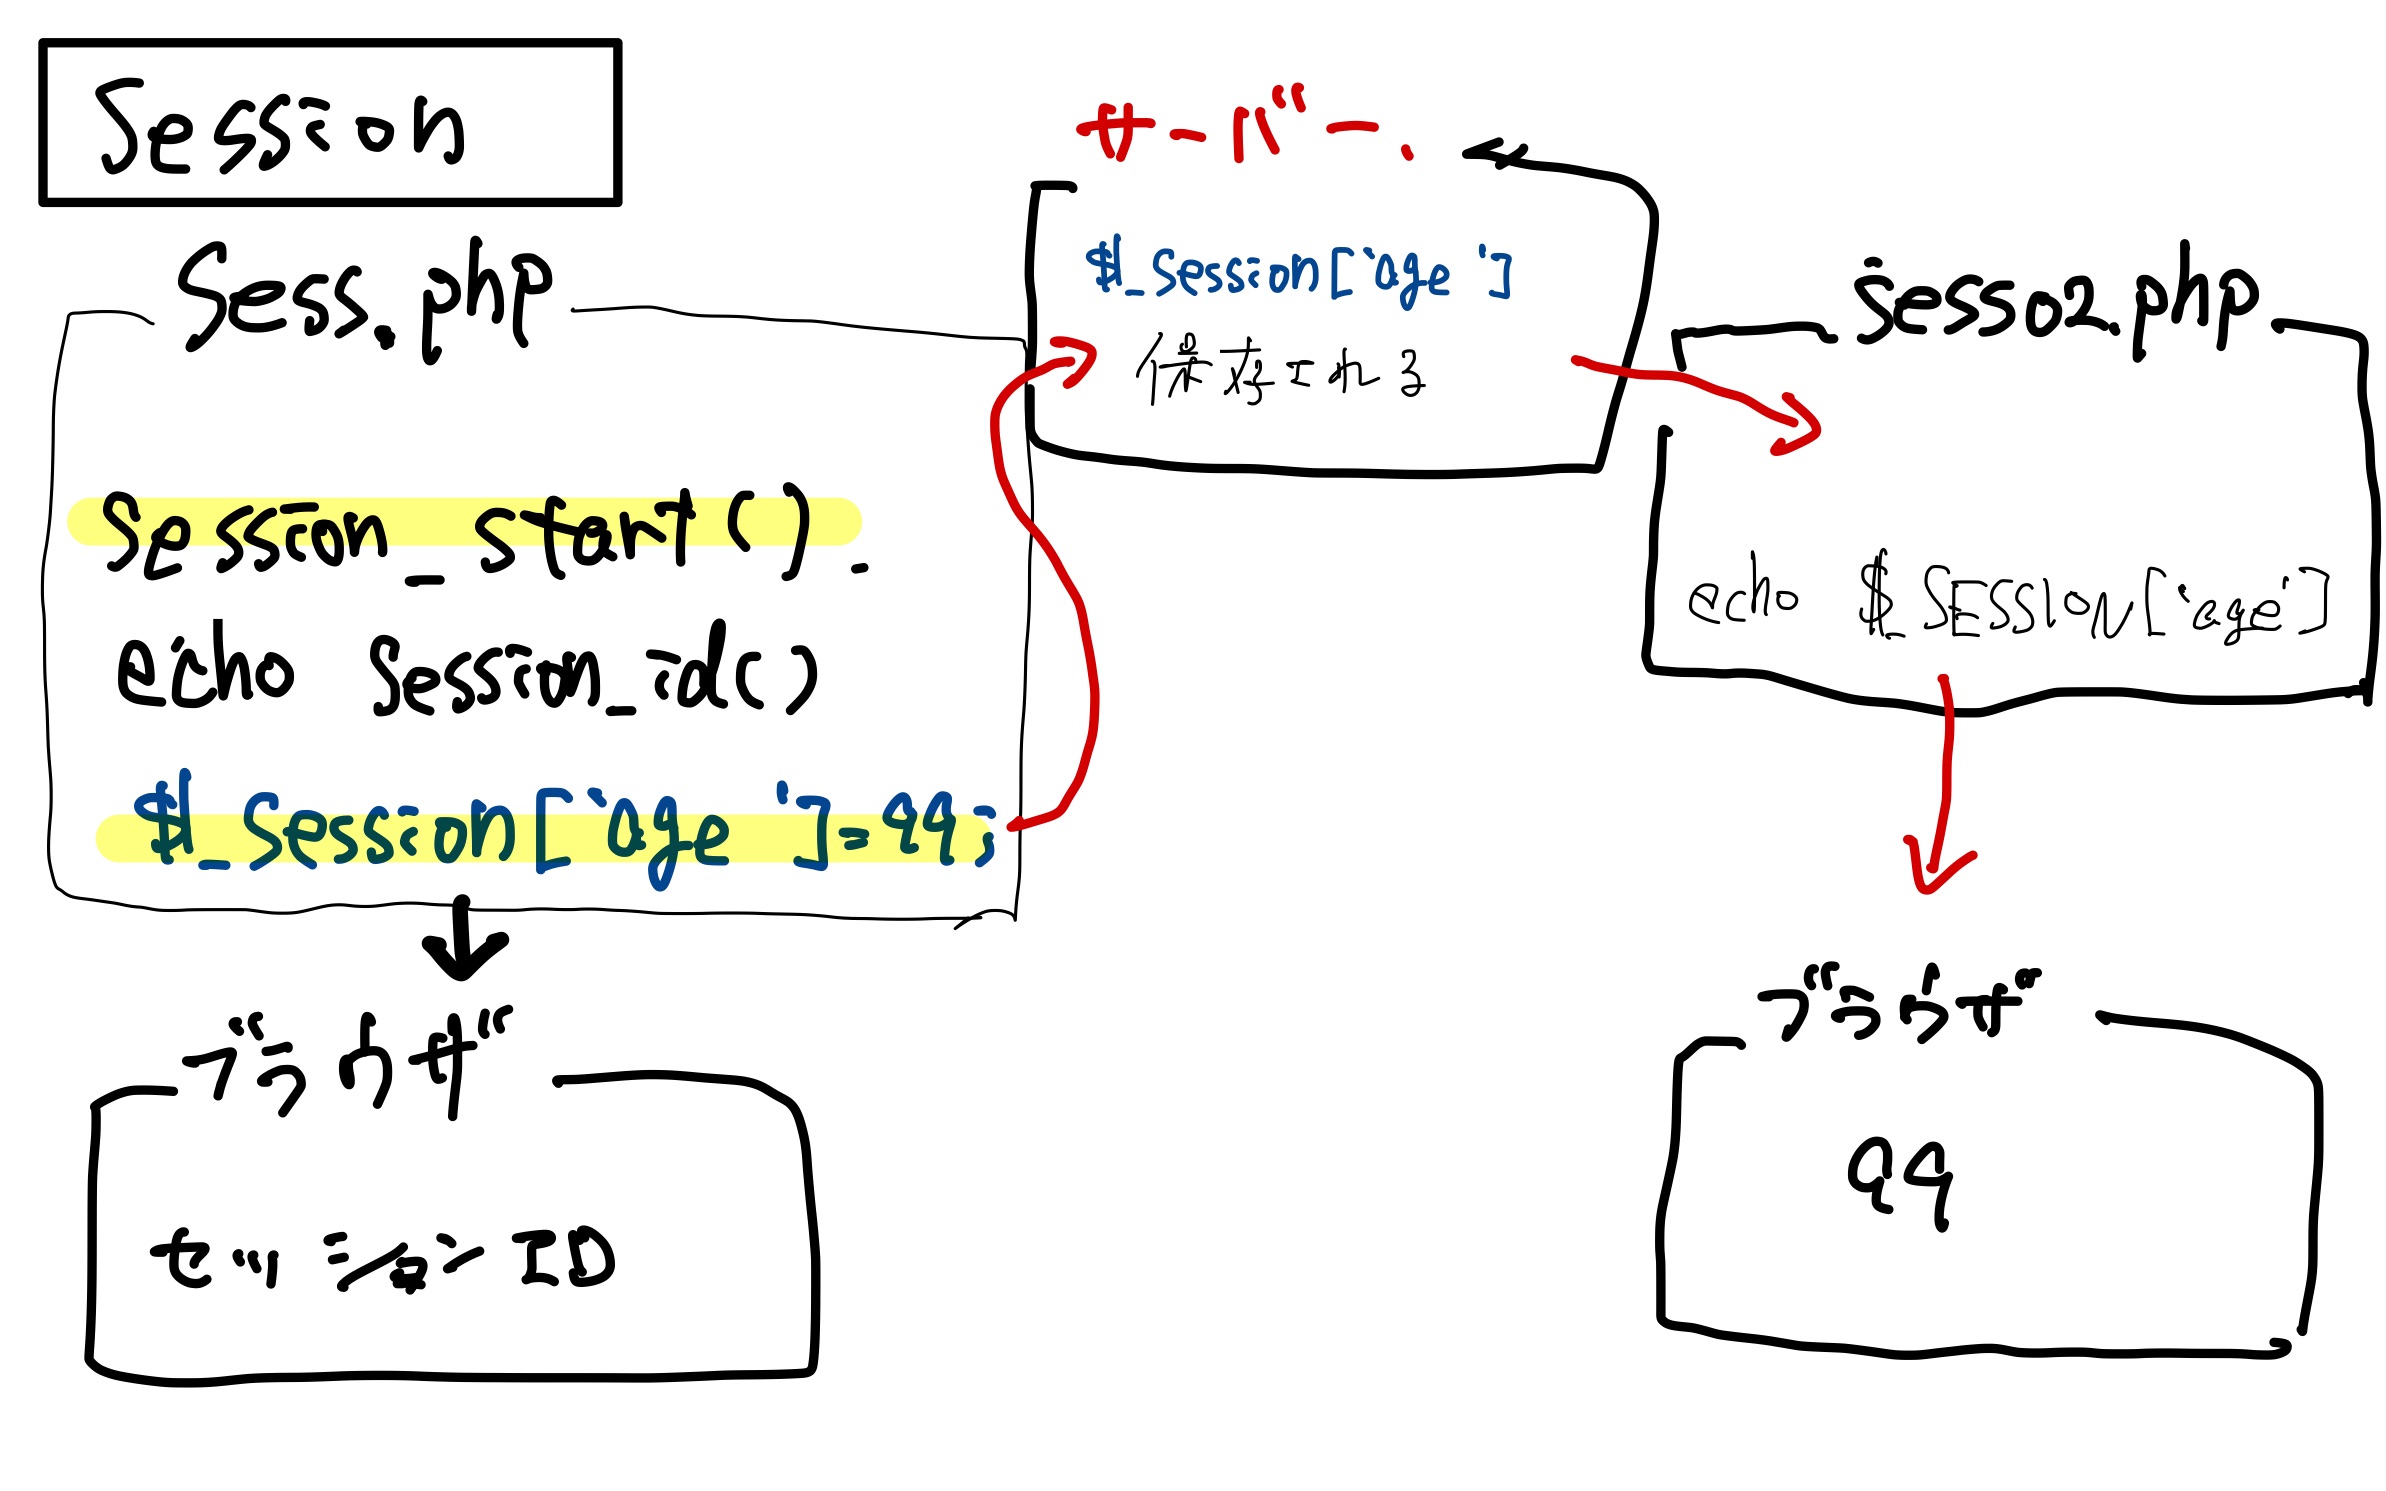 Session
Sess.php
Session_start().
echo Session_id()
$_Session['age']=99;
ブラウザ
セッションID
サーバー.
$_Session['age']
保存される
sesso2.php
echo $_SESSION['age']
ブラウザ
99